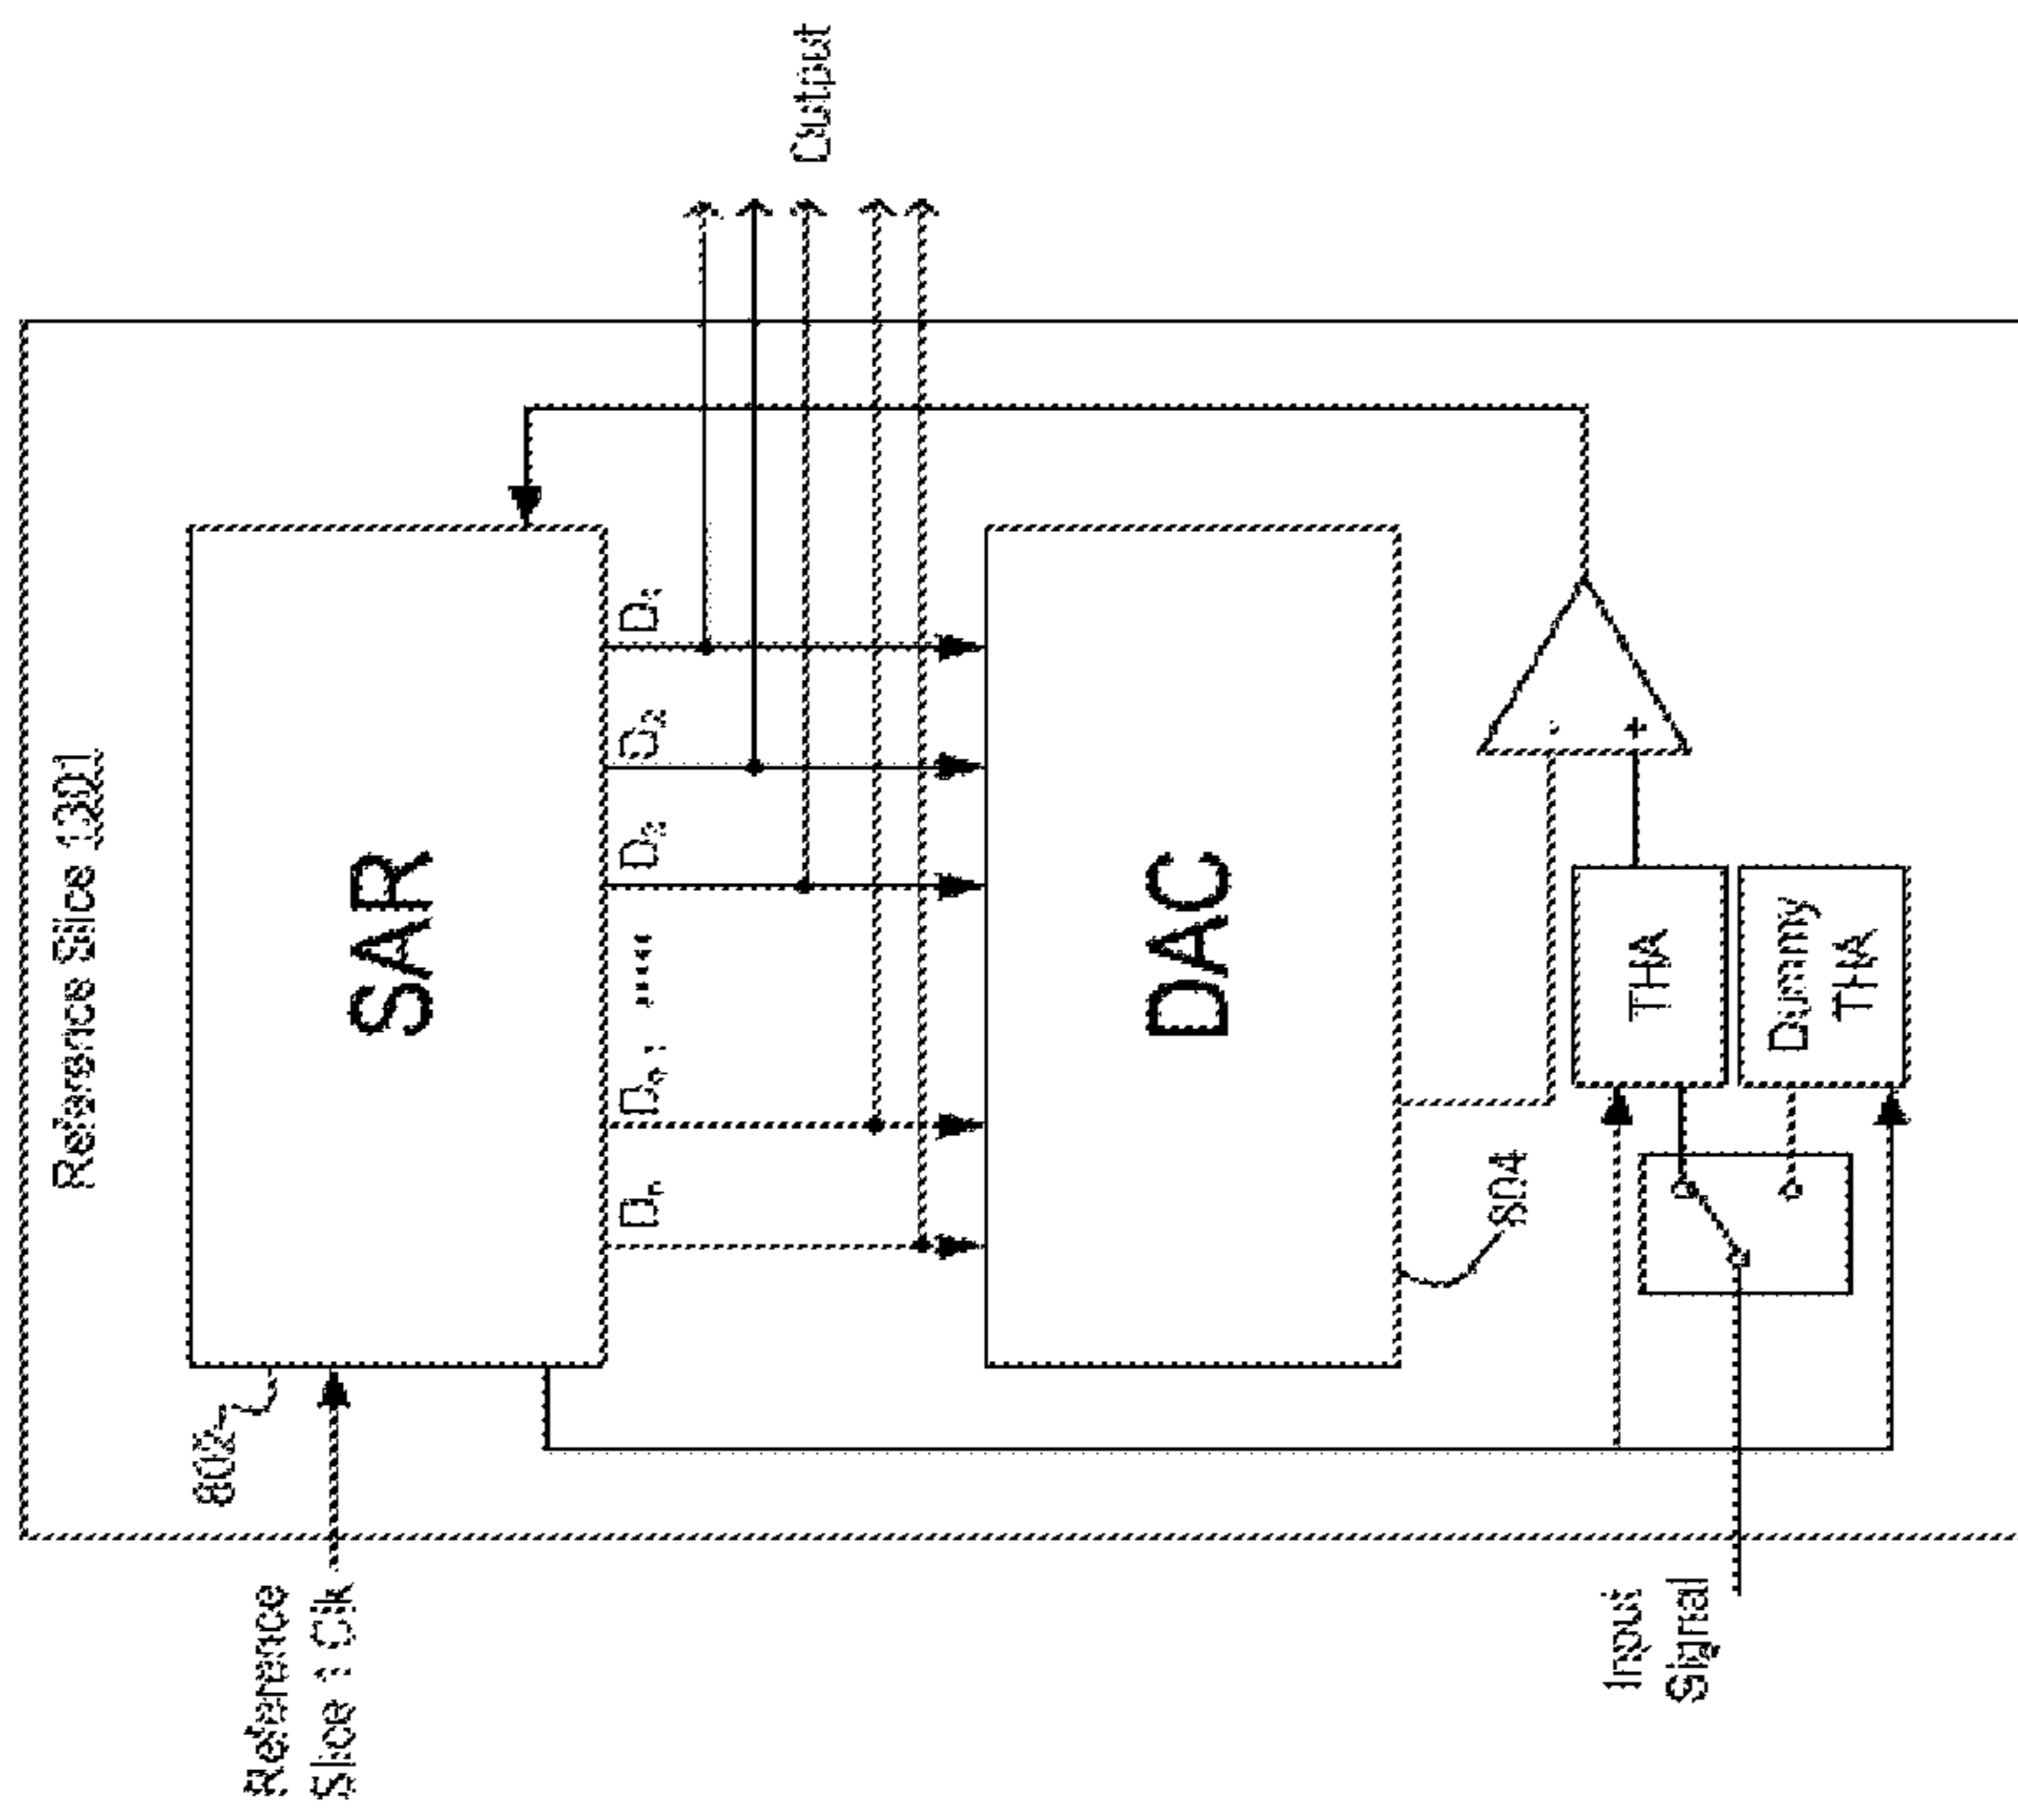 Reference Slice 1301
802
Reference
Slice 1 Clk
SAR
Dₙ
Dₙ₋₁
....
D₃
D₂
D₁
Output
DAC
804
Input
Signal
THA
Dummy
THA
-
+